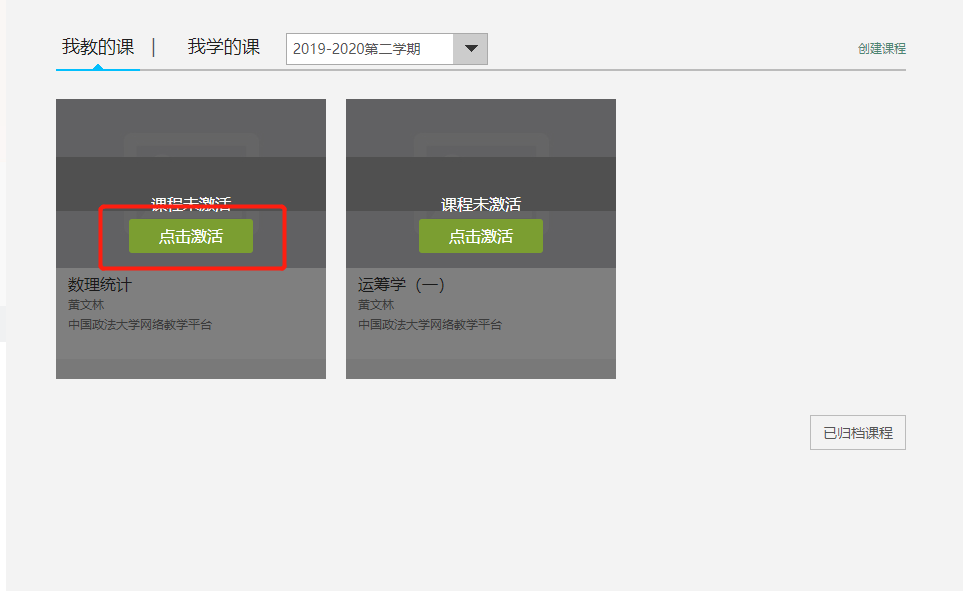 我教的课 | 我学的课 2019-2020第二学期 创建课程
课程未激活
点击激活
数理统计
黄文林
中国政法大学网络教学平台
课程未激活
点击激活
运筹学（一）
黄文林
中国政法大学网络教学平台
已归档课程